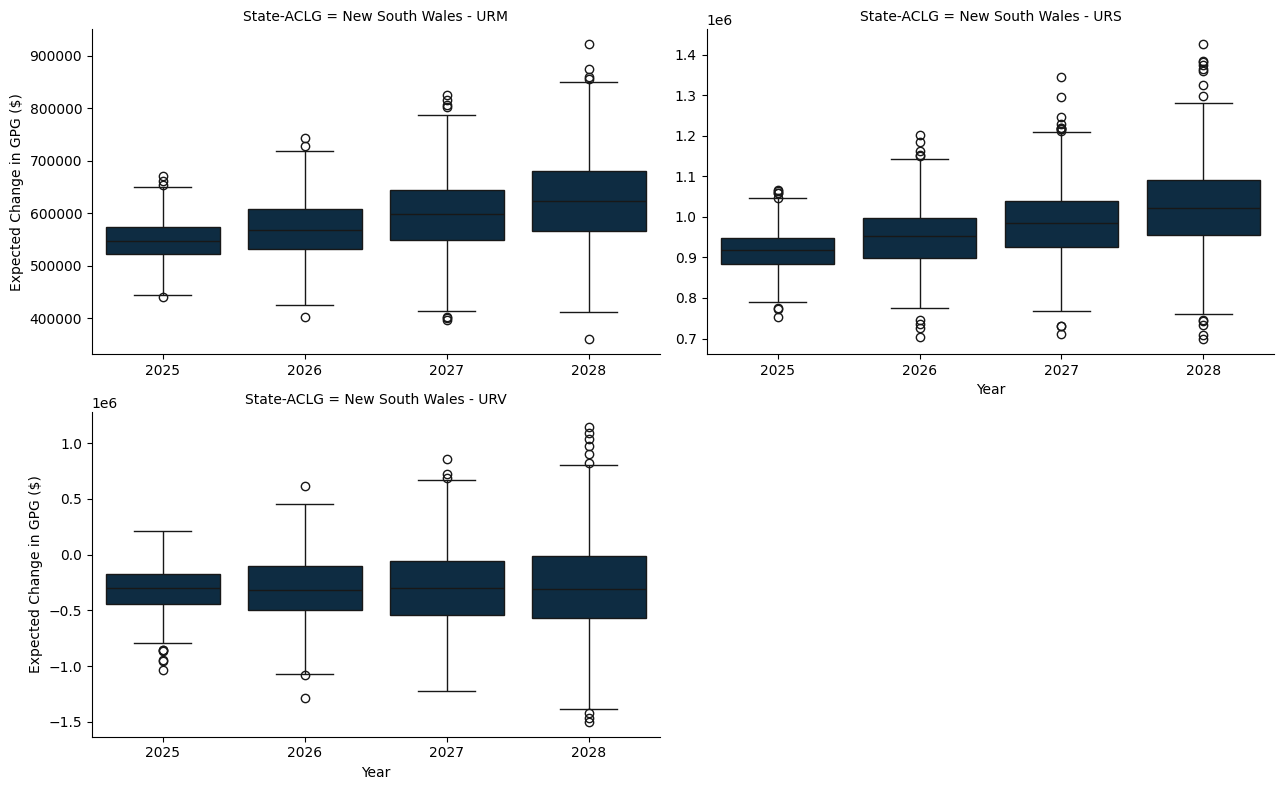 State-ACLG = New South Wales - URM
Expected Change in GPG ($)
900000
800000
700000
600000
500000
400000
2025 2026 2027 2028
State-ACLG = New South Wales - URS
1e6
1.4
1.3
1.2
1.1
1.0
0.9
0.8
0.7
2025 2026 2027 2028
Year
State-ACLG = New South Wales - URV
1e6
Expected Change in GPG ($)
1.0
0.5
0.0
−0.5
−1.0
−1.5
2025 2026 2027 2028
Year